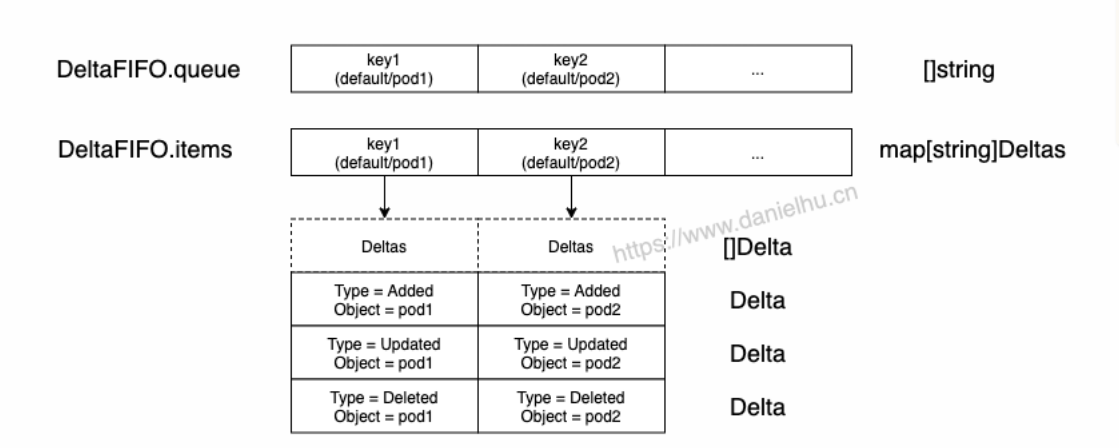 DeltaFIFO.queue
key1
(default/pod1)
key2
(default/pod2)
...
[]string
DeltaFIFO.items
key1
(default/pod1)
key2
(default/pod2)
...
map[string]Deltas
Deltas
Deltas
https://www.danielhu.cn
[]Delta
Type = Added
Object = pod1
Type = Added
Object = pod2
Delta
Type = Updated
Object = pod1
Type = Updated
Object = pod2
Delta
Type = Deleted
Object = pod1
Type = Deleted
Object = pod2
Delta